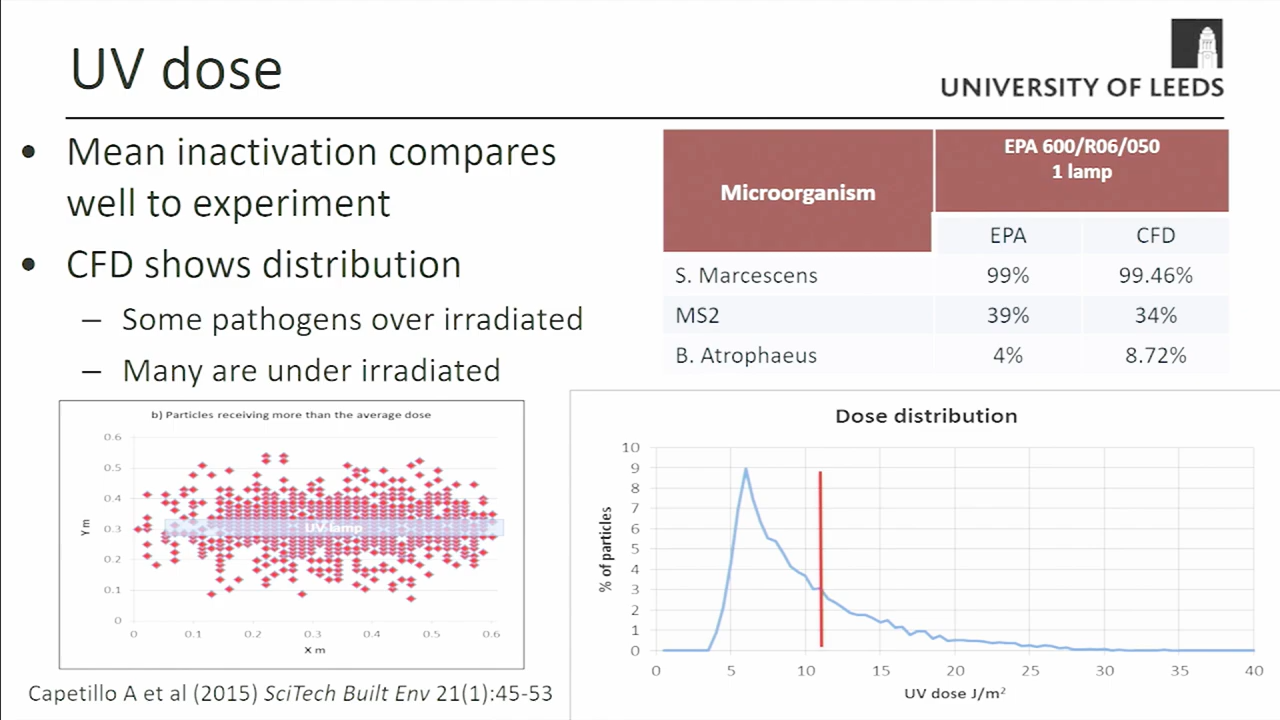 UV dose
UNIVERSITY OF LEEDS
• Mean inactivation compares
well to experiment
• CFD shows distribution
– Some pathogens over irradiated
– Many are under irradiated
Microorganism
EPA 600/R06/050
1 lamp
EPA CFD
S. Marcescens 99% 99.46%
MS2 39% 34%
B. Atrophaeus 4% 8.72%
b) Particles receiving more than the average dose
0.6
0.5
0.4
0.3
0.2
0.1
0
Y m
UV lamp
0 0.1 0.2 0.3 0.4 0.5 0.6
X m
Dose distribution
10
9
8
7
6
5
4
3
2
1
0
% of particles
0 5 10 15 20 25 30 35 40
UV dose J/m²
Capetillo A et al (2015) SciTech Built Env 21(1):45-53